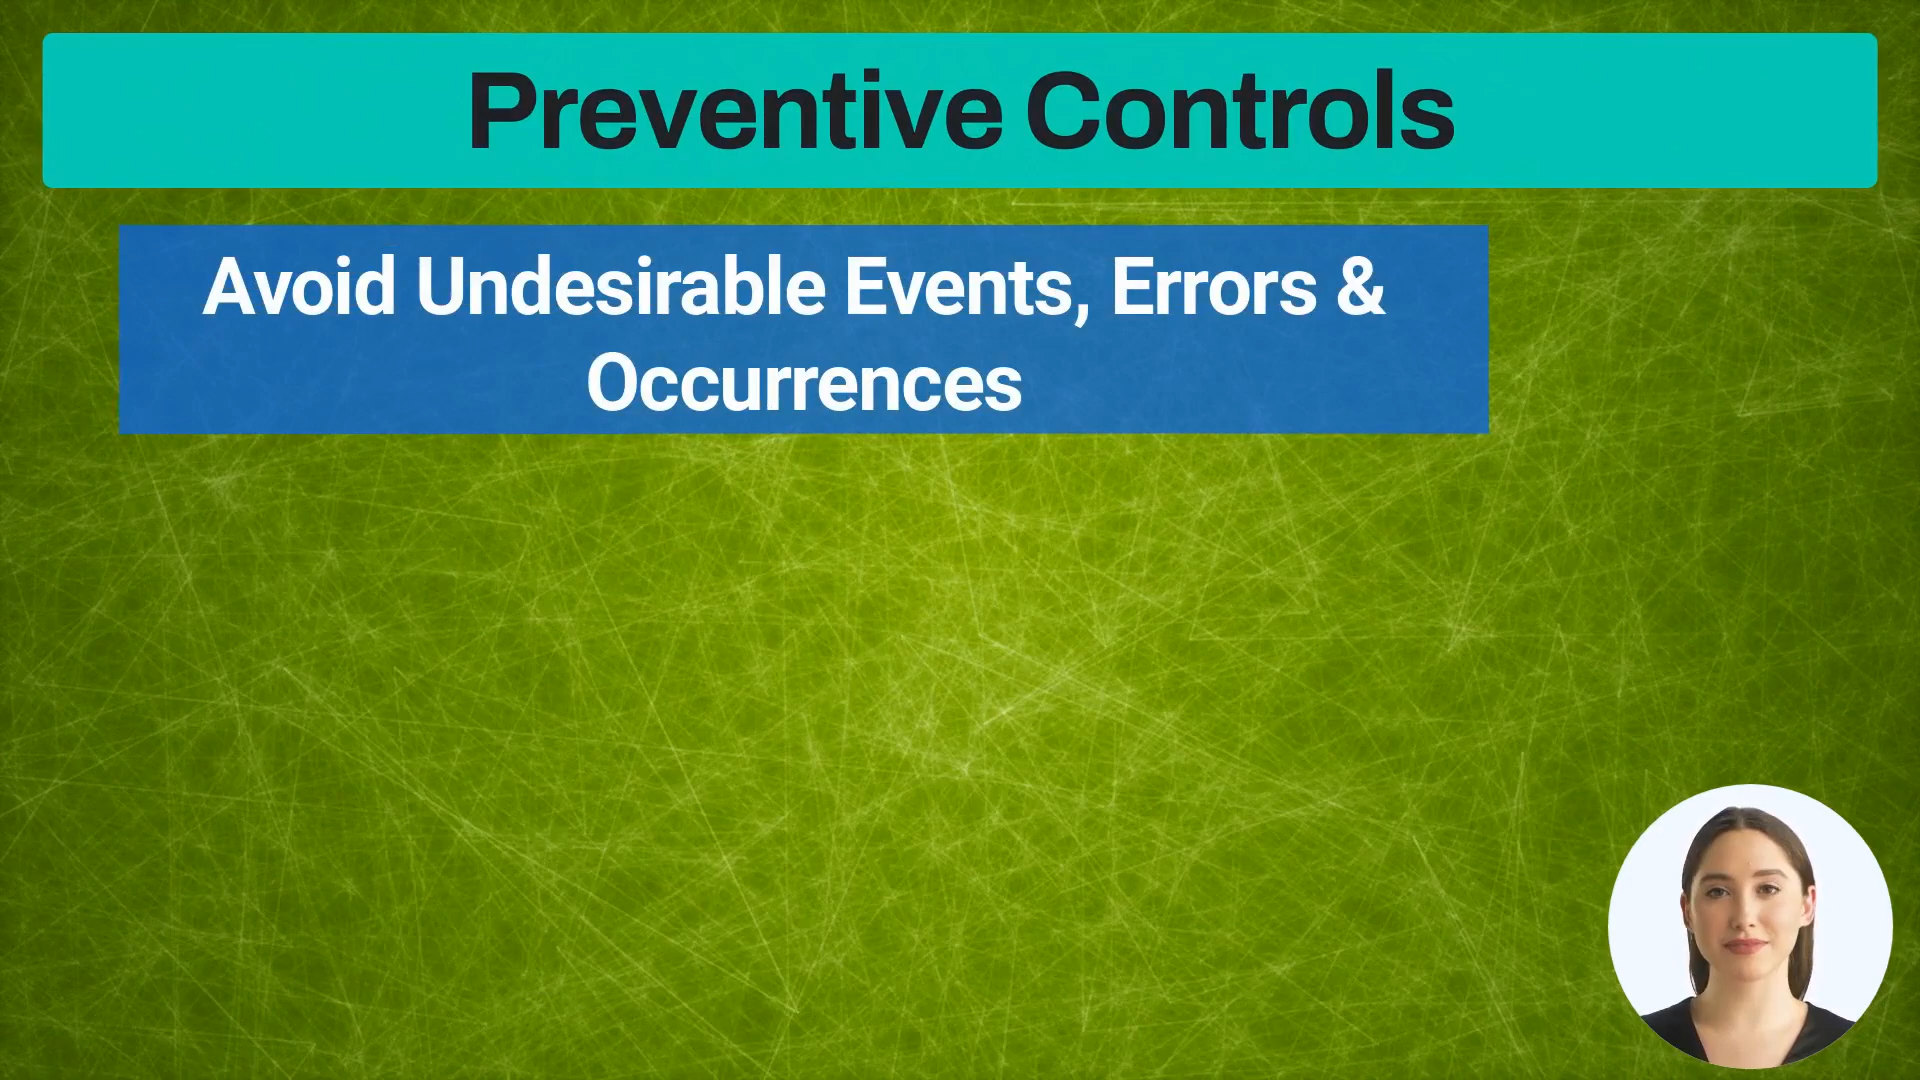 Preventive Controls
Avoid Undesirable Events, Errors &
Occurrences